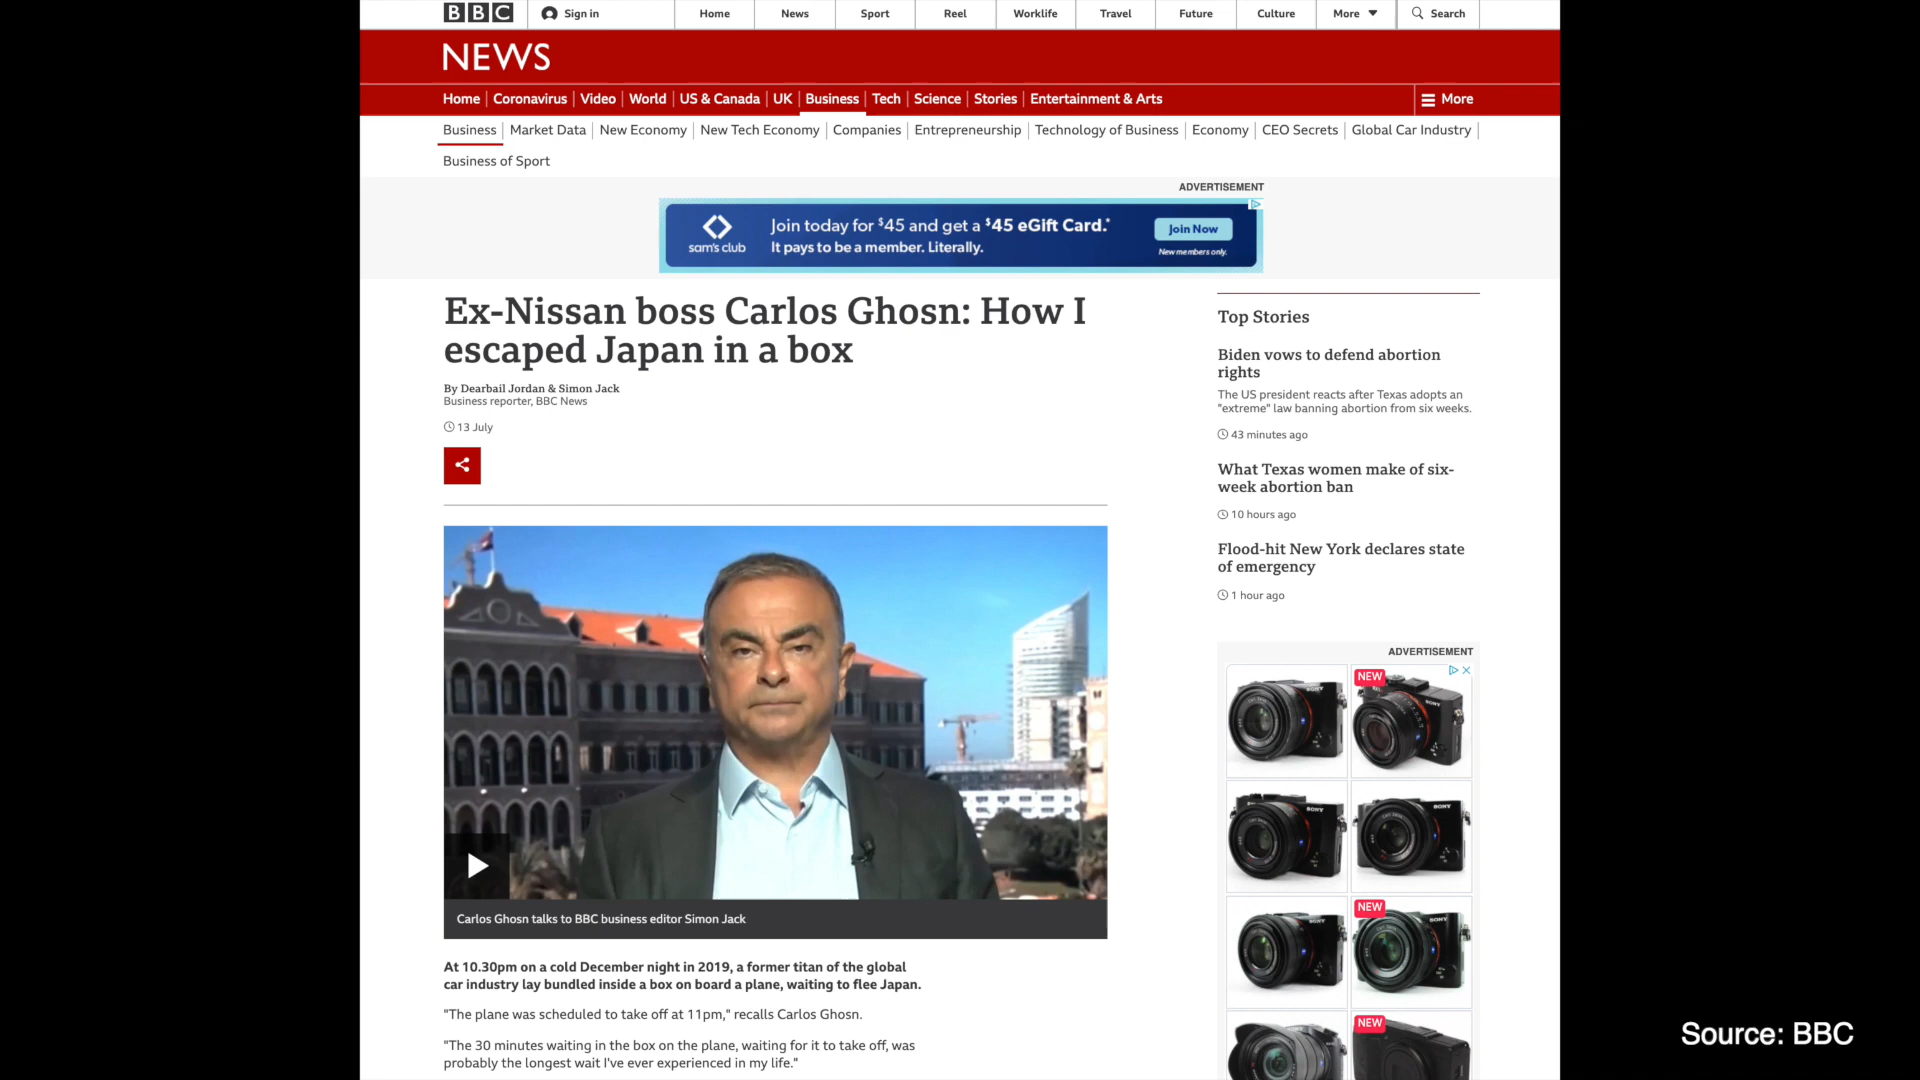 BBC
Sign in
Home
News
Sport
Reel
Worklife
Travel
Future
Culture
More
Search
NEWS
Home
Coronavirus
Video
World
US & Canada
UK
Business
Tech
Science
Stories
Entertainment & Arts
More
Business
Market Data
New Economy
New Tech Economy
Companies
Entrepreneurship
Technology of Business
Economy
CEO Secrets
Global Car Industry
Business of Sport
ADVERTISEMENT
sam's club
Join today for $45 and get a $45 eGift Card.*
It pays to be a member. Literally.
Join Now
New members only.
Ex-Nissan boss Carlos Ghosn: How I
escaped Japan in a box
By Dearbail Jordan & Simon Jack
Business reporter, BBC News
13 July
Carlos Ghosn talks to BBC business editor Simon Jack
At 10.30pm on a cold December night in 2019, a former titan of the global
car industry lay bundled inside a box on board a plane, waiting to flee Japan.
"The plane was scheduled to take off at 11pm," recalls Carlos Ghosn.
"The 30 minutes waiting in the box on the plane, waiting for it to take off, was
probably the longest wait I've ever experienced in my life."
Top Stories
Biden vows to defend abortion
rights
The US president reacts after Texas adopts an
"extreme" law banning abortion from six weeks.
43 minutes ago
What Texas women make of six-
week abortion ban
10 hours ago
Flood-hit New York declares state
of emergency
1 hour ago
ADVERTISEMENT
SONY
NEW
SONY
SONY
SONY
SONY
NEW
SONY
NEW
Source: BBC